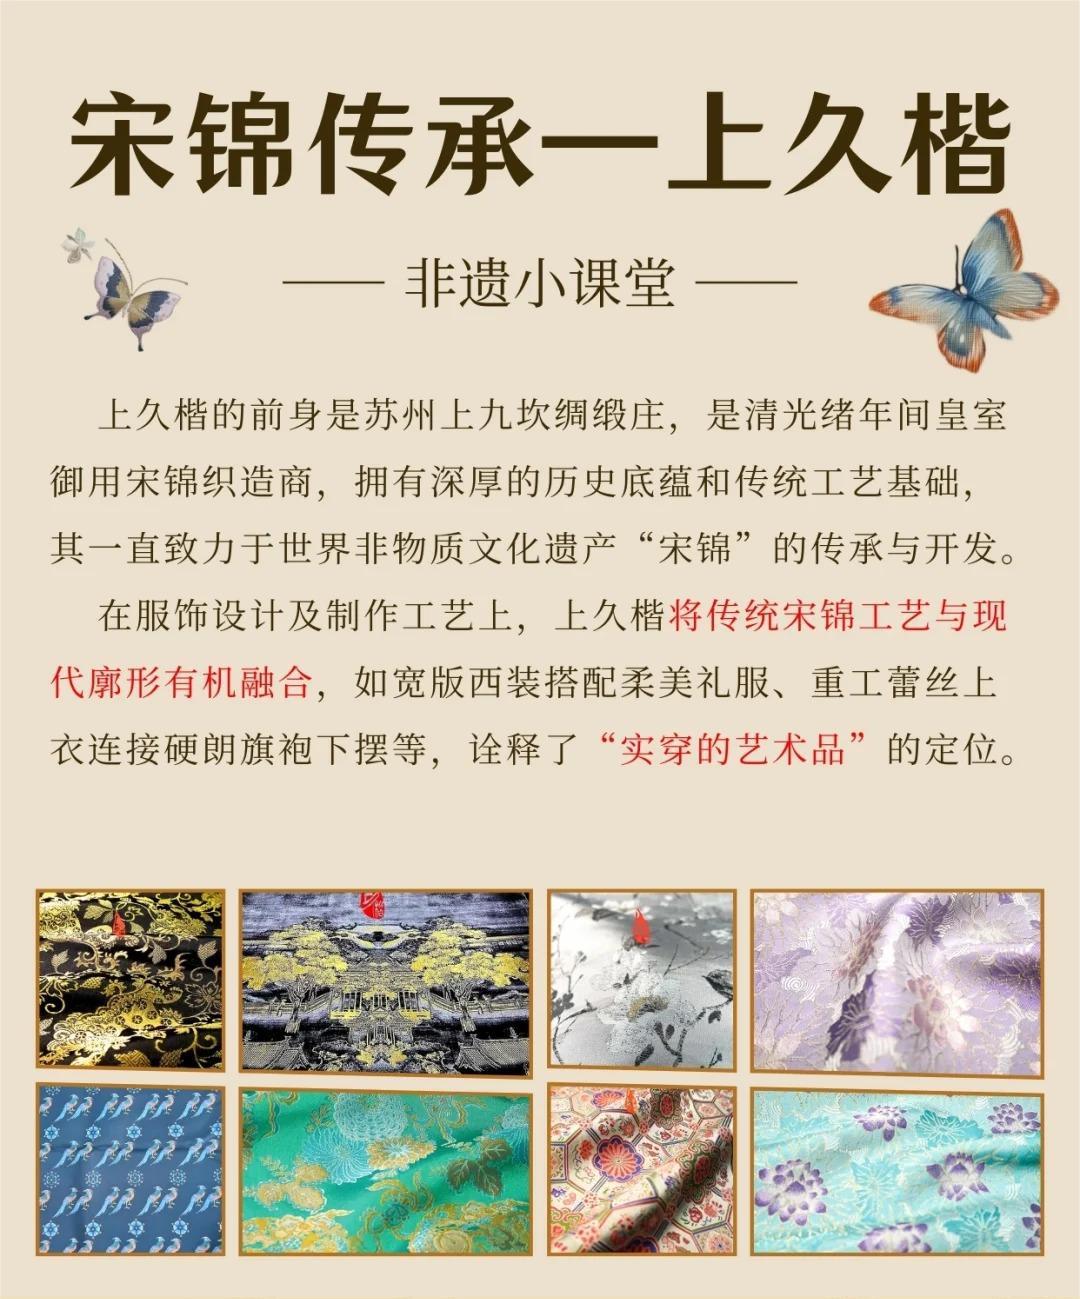 宋锦传承—上久楷
—— 非遗小课堂 ——
上久楷的前身是苏州上九坎绸缎庄，是清光绪年间皇室
御用宋锦织造商，拥有深厚的历史底蕴和传统工艺基础，
其一直致力于世界非物质文化遗产“宋锦”的传承与开发。
在服饰设计及制作工艺上，上久楷将传统宋锦工艺与现
代廓形有机融合，如宽版西装搭配柔美礼服、重工蕾丝上
衣连接硬朗旗袍下摆等，诠释了“实穿的艺术品”的定位。